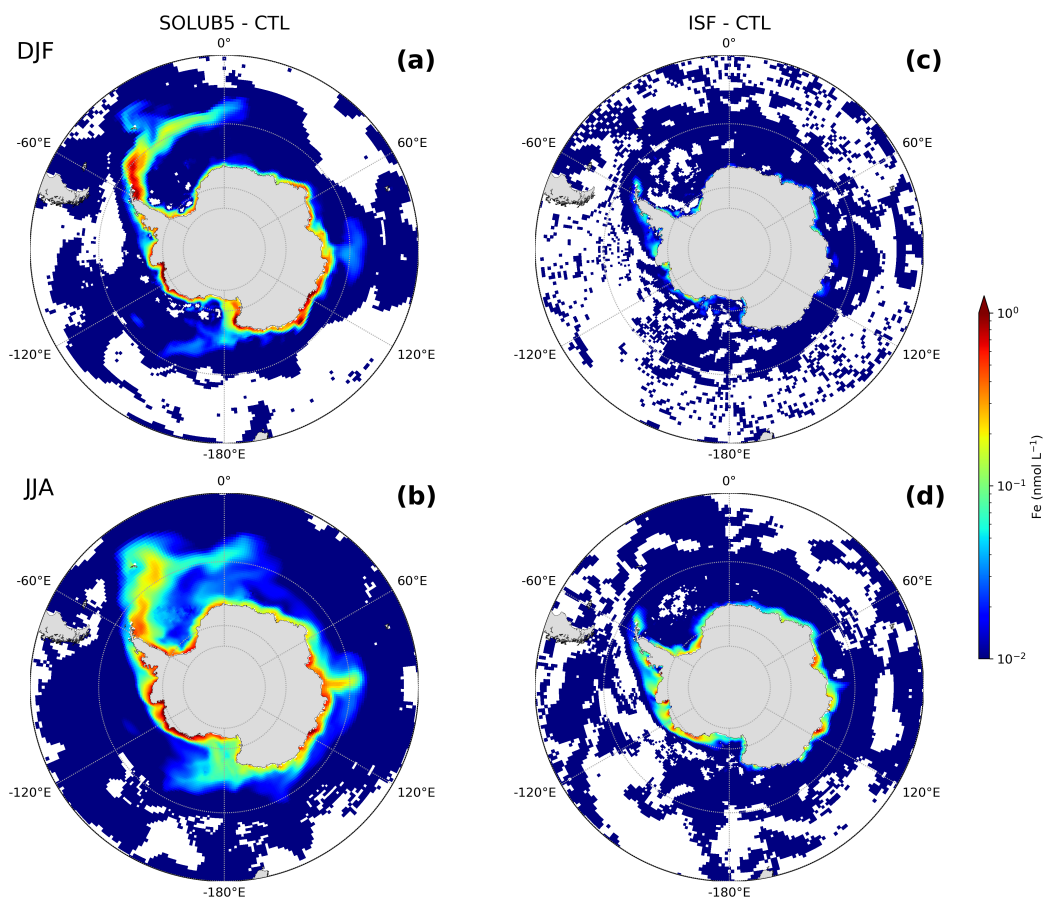 SOLUB5 - CTL
ISF - CTL
DJF
0°
(a)
0°
(c)
-60°E
60°E
-60°E
60°E
-120°E
120°E
-120°E
120°E
-180°E
-180°E
10⁰
10⁻¹
10⁻²
Fe (nmol L⁻¹)
JJA
0°
(b)
0°
(d)
-60°E
60°E
-60°E
60°E
-120°E
120°E
-120°E
120°E
-180°E
-180°E